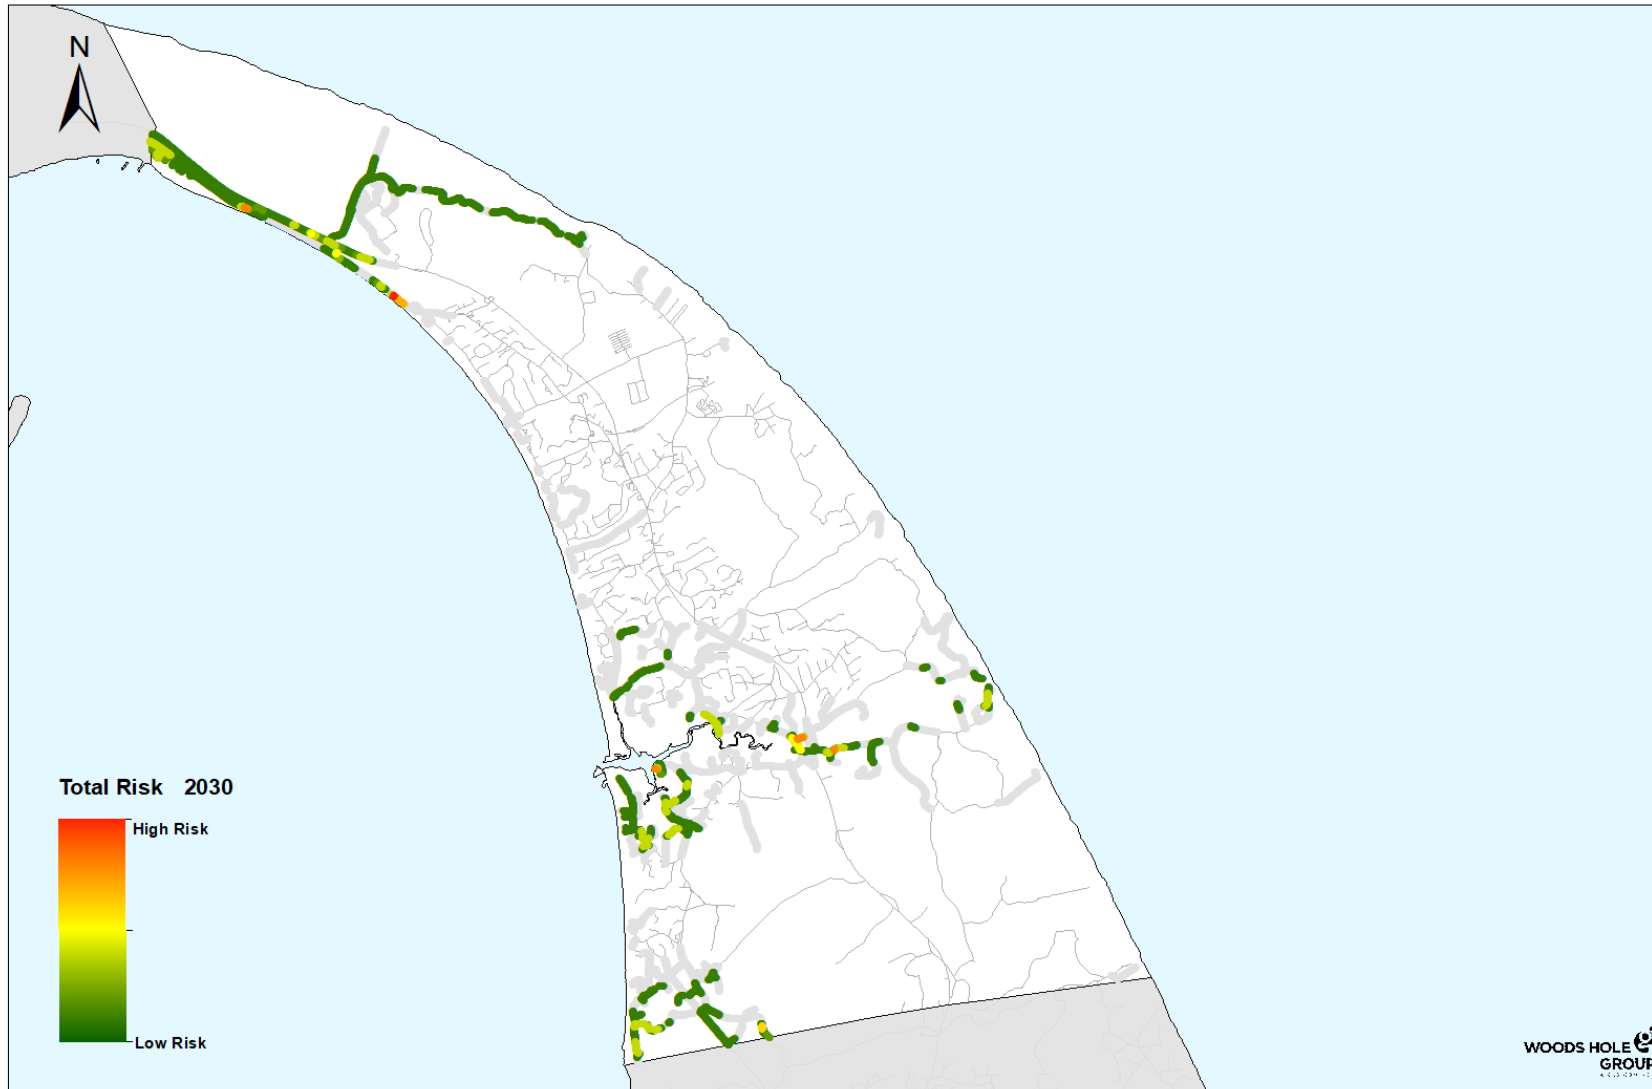 N
Total Risk 2030
High Risk
Low Risk
WOODS HOLE
GROUP